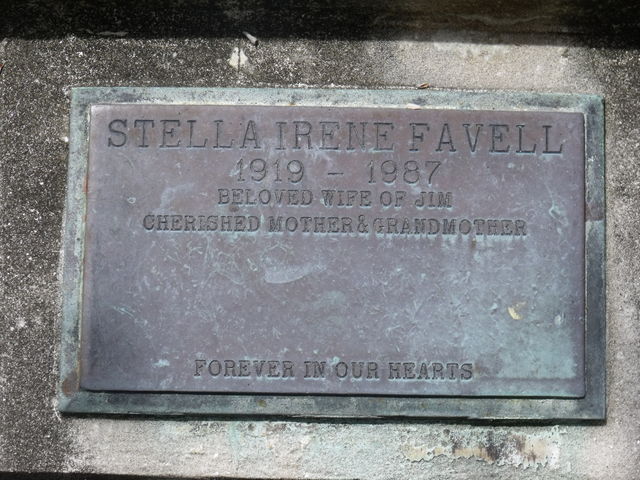 STELLA IRENE FAVELL
1919 - 1987
BELOVED WIFE OF JIM
CHERISHED MOTHER & GRANDMOTHER
FOREVER IN OUR HEARTS